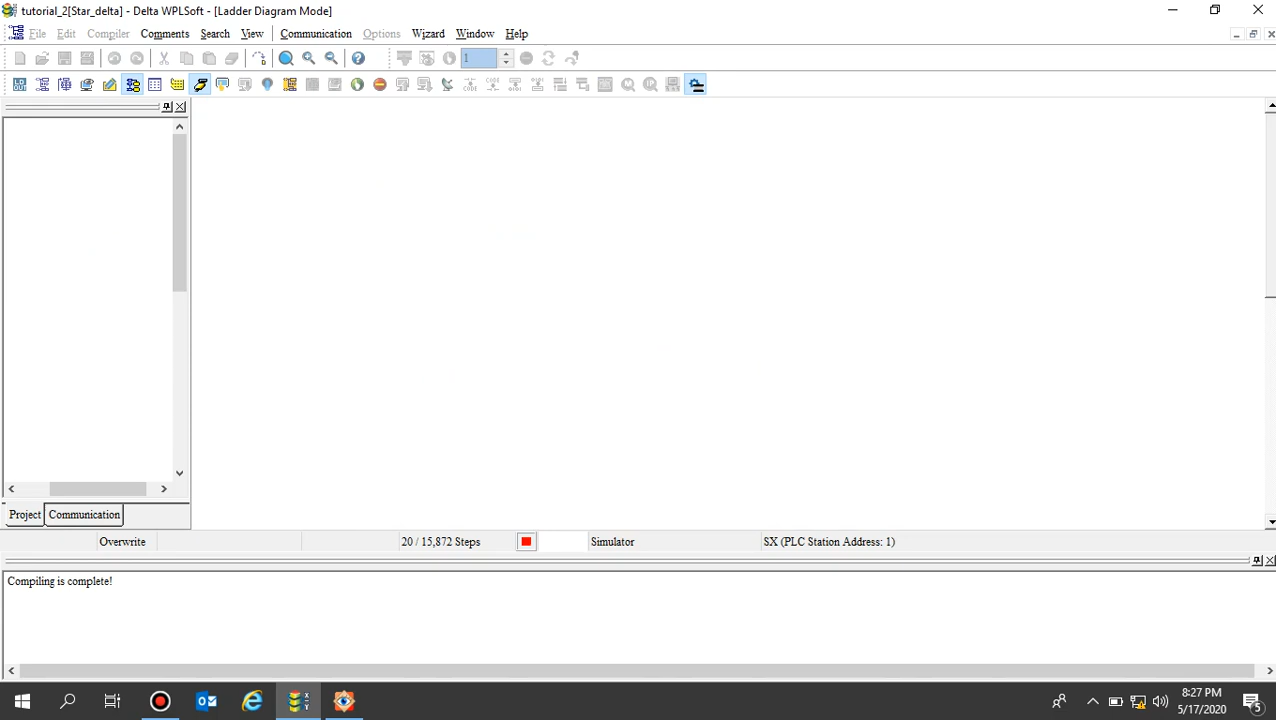 tutorial_2[Star_delta] - Delta WPLSoft - [Ladder Diagram Mode]
File Edit Compiler Comments Search View Communication Options Wizard Window Help
1
Project Communication
Overwrite 20 / 15,872 Steps Simulator SX (PLC Station Address: 1)
Compiling is complete!
8:27 PM
5/17/2020
5